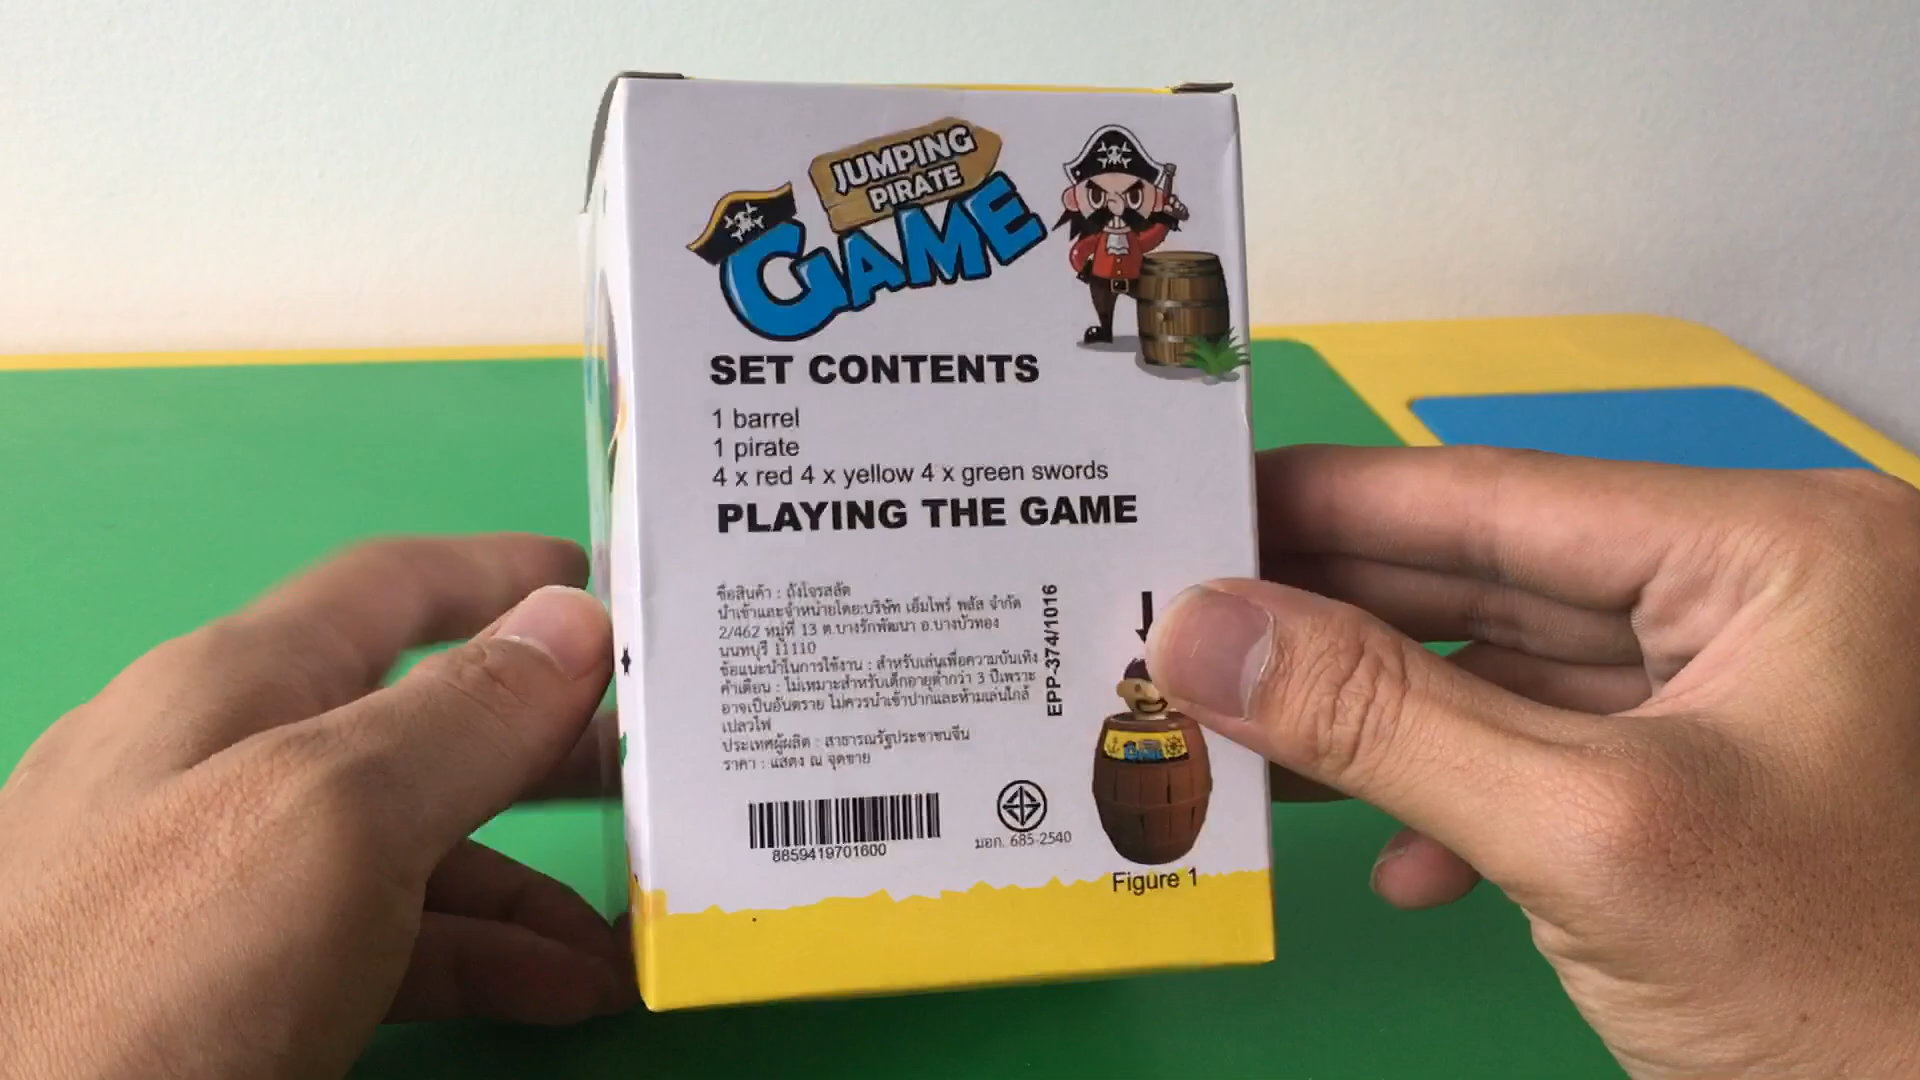 JUMPING
PIRATE
GAME
SET CONTENTS
1 barrel
1 pirate
4 x red 4 x yellow 4 x green swords
PLAYING THE GAME
ชื่อสินค้า : ถังโจรสลัด
นำเข้าและจำหน่ายโดย:บริษัท เอ็มไพร์ พลัส จำกัด
2/462 หมู่ที่ 13 ต.บางรักพัฒนา อ.บางบัวทอง
นนทบุรี 11110
ข้อแนะนำในการใช้งาน : สำหรับเล่นเพื่อความบันเทิง
คำเตือน : ไม่เหมาะสำหรับเด็กอายุต่ำกว่า 3 ปีเพราะ
อาจเป็นอันตราย ไม่ควรนำเข้าปากและห้ามเล่นใกล้
เปลวไฟ
ประเทศผู้ผลิต : สาธารณรัฐประชาชนจีน
ราคา : แสดง ณ จุดขาย
EPP-374/1016
8859419701600
มอก. 685-2540
Figure 1